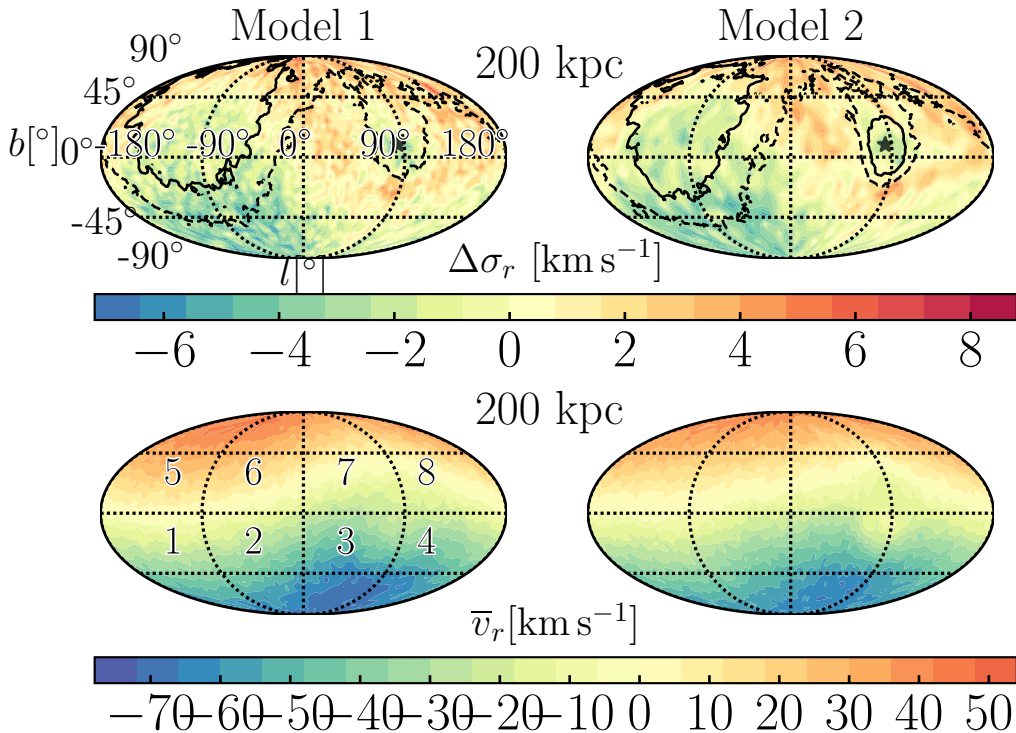 Model 1 Model 2
90° 200 kpc
45°
b[°] 0° -180° -90° 0° 90° 180°
-45°
-90° Δσ_r [km s⁻¹]
l[°]
−6 −4 −2 0 2 4 6 8
200 kpc
5 6 7 8
1 2 3 4
v̅_r[km s⁻¹]
−70 −60 −50 −40 −30 −20 −10 0 10 20 30 40 50